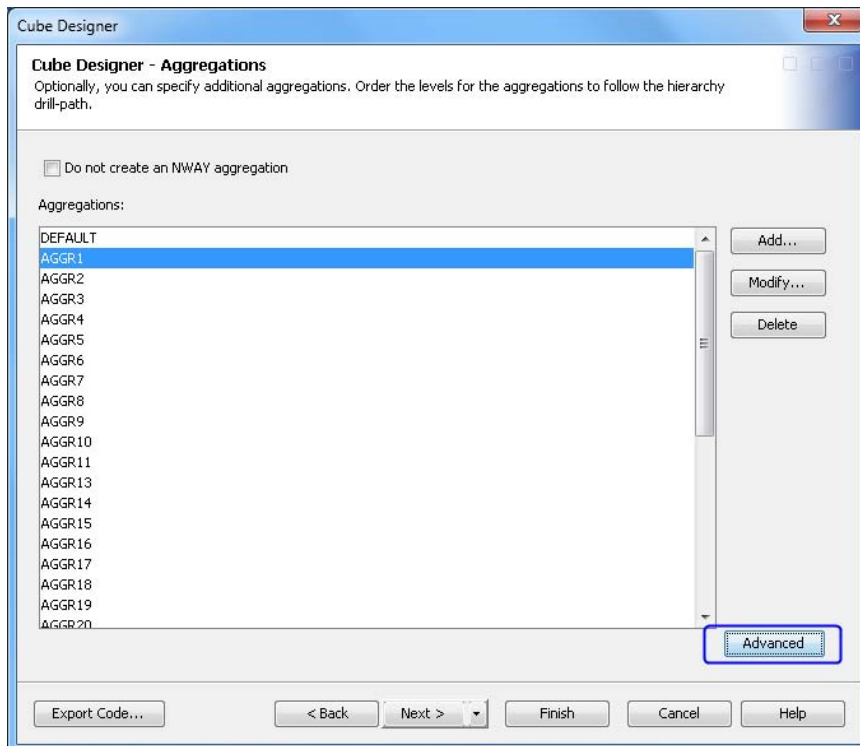 Cube Designer
Cube Designer - Aggregations
Optionally, you can specify additional aggregations. Order the levels for the aggregations to follow the hierarchy
drill-path.
Do not create an NWAY aggregation
Aggregations:
DEFAULT
AGGR1
AGGR2
AGGR3
AGGR4
AGGR5
AGGR6
AGGR7
AGGR8
AGGR9
AGGR10
AGGR11
AGGR13
AGGR14
AGGR15
AGGR16
AGGR17
AGGR18
AGGR19
AGGR20
Add...
Modify...
Delete
Advanced
Export Code...
< Back
Next >
Finish
Cancel
Help